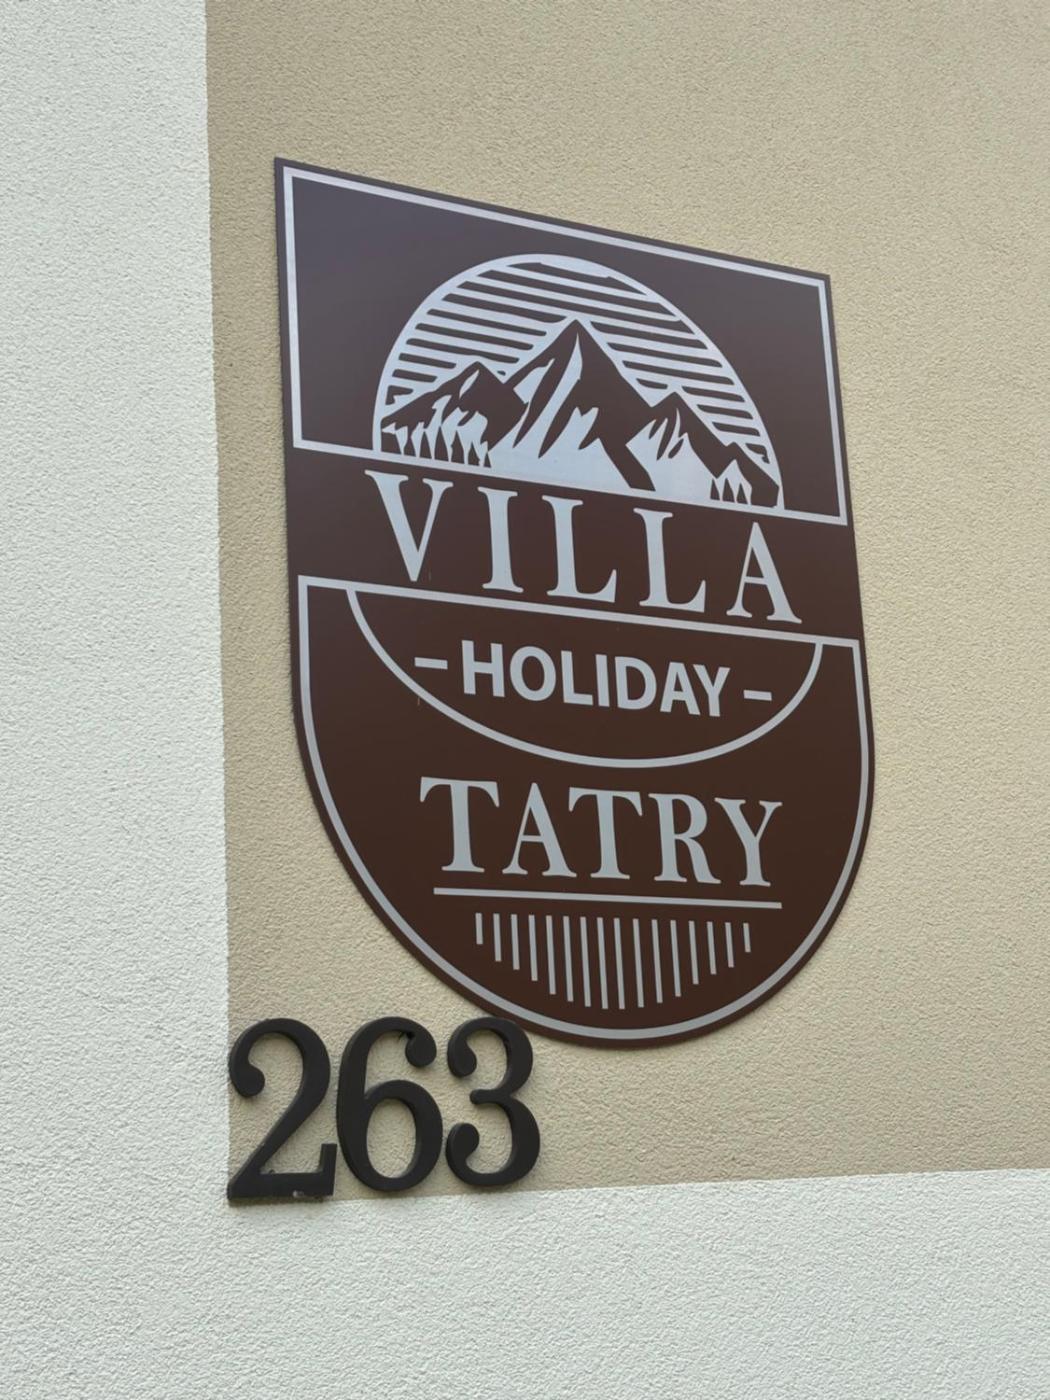 VILLA
– HOLIDAY –
TATRY
263